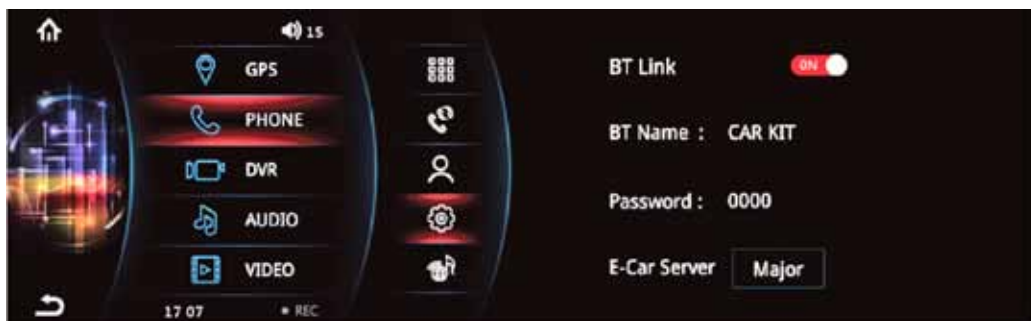 15
GPS
PHONE
DVR
AUDIO
VIDEO
17 07 REC
BT Link ON
BT Name : CAR KIT
Password : 0000
E-Car Server Major